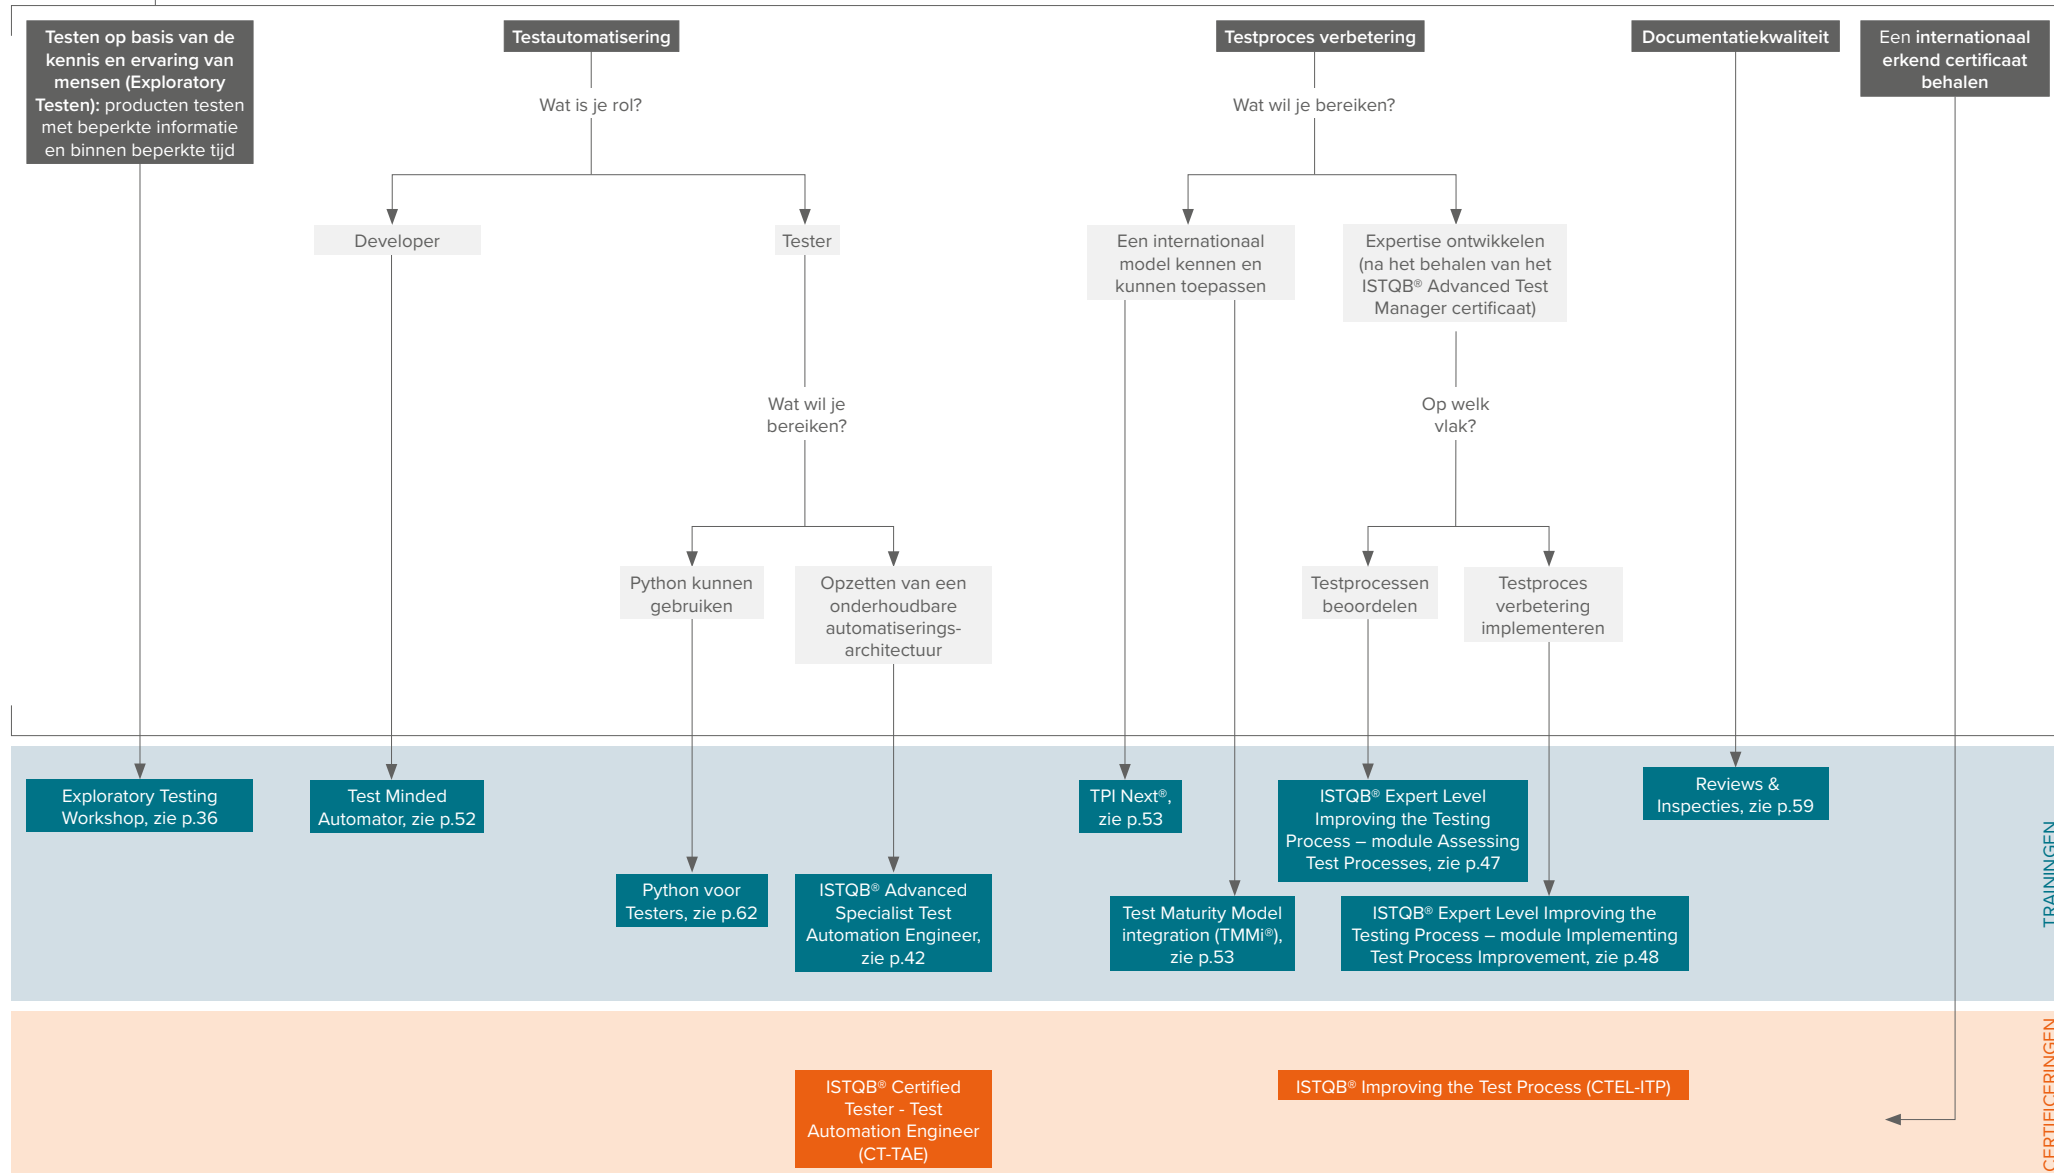 Testen op basis van de
kennis en ervaring van
mensen (Exploratory
Testen): producten testen
met beperkte informatie
en binnen beperkte tijd
Testautomatisering
Testproces verbetering
Documentatiekwaliteit
Een internationaal
erkend certificaat
behalen
Wat is je rol?
Wat wil je bereiken?
Developer
Tester
Een internationaal
model kennen en
kunnen toepassen
Expertise ontwikkelen
(na het behalen van het
ISTQB® Advanced Test
Manager certificaat)
Wat wil je
bereiken?
Op welk
vlak?
Python kunnen
gebruiken
Opzetten van een
onderhoudbare
automatiserings-
architectuur
Testprocessen
beoordelen
Testproces
verbetering
implementeren
Exploratory Testing
Workshop, zie p.36
Test Minded
Automator, zie p.52
TPI Next®,
zie p.53
ISTQB® Expert Level
Improving the Testing
Process – module Assessing
Test Processes, zie p.47
Reviews &
Inspecties, zie p.59
Python voor
Testers, zie p.62
ISTQB® Advanced
Specialist Test
Automation Engineer,
zie p.42
Test Maturity Model
integration (TMMi®),
zie p.53
ISTQB® Expert Level Improving the
Testing Process – module Implementing
Test Process Improvement, zie p.48
TRAININGEN
ISTQB® Certified
Tester - Test
Automation Engineer
(CT-TAE)
ISTQB® Improving the Test Process (CTEL-ITP)
CERTIFICERINGEN